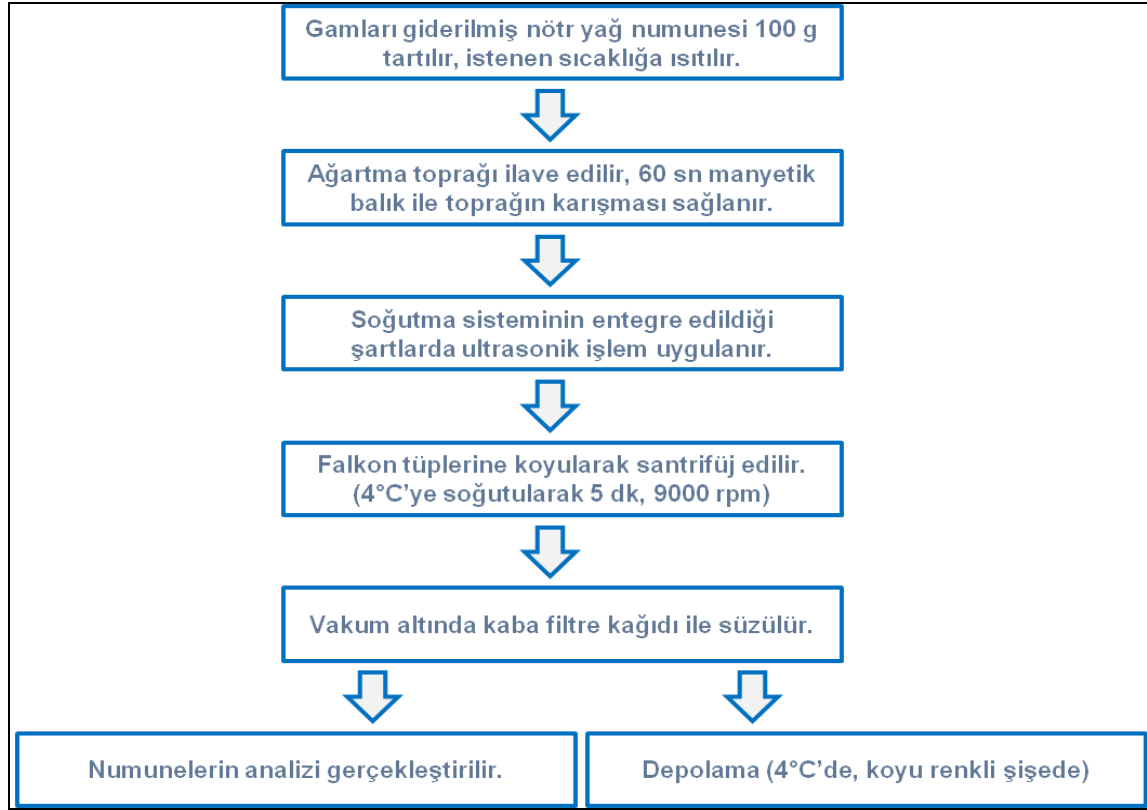 Gamları giderilmiş nötr yağ numunesi 100 g
tartılır, istenen sıcaklığa ısıtılır.
Ağartma toprağı ilave edilir, 60 sn manyetik
balık ile toprağın karışması sağlanır.
Soğutma sisteminin entegre edildiği
şartlarda ultrasonik işlem uygulanır.
Falkon tüplerine koyularak santrifüj edilir.
(4°C’ye soğutularak 5 dk, 9000 rpm)
Vakum altında kaba filtre kağıdı ile süzülür.
Numunelerin analizi gerçekleştirilir.
Depolama (4°C’de, koyu renkli şişede)